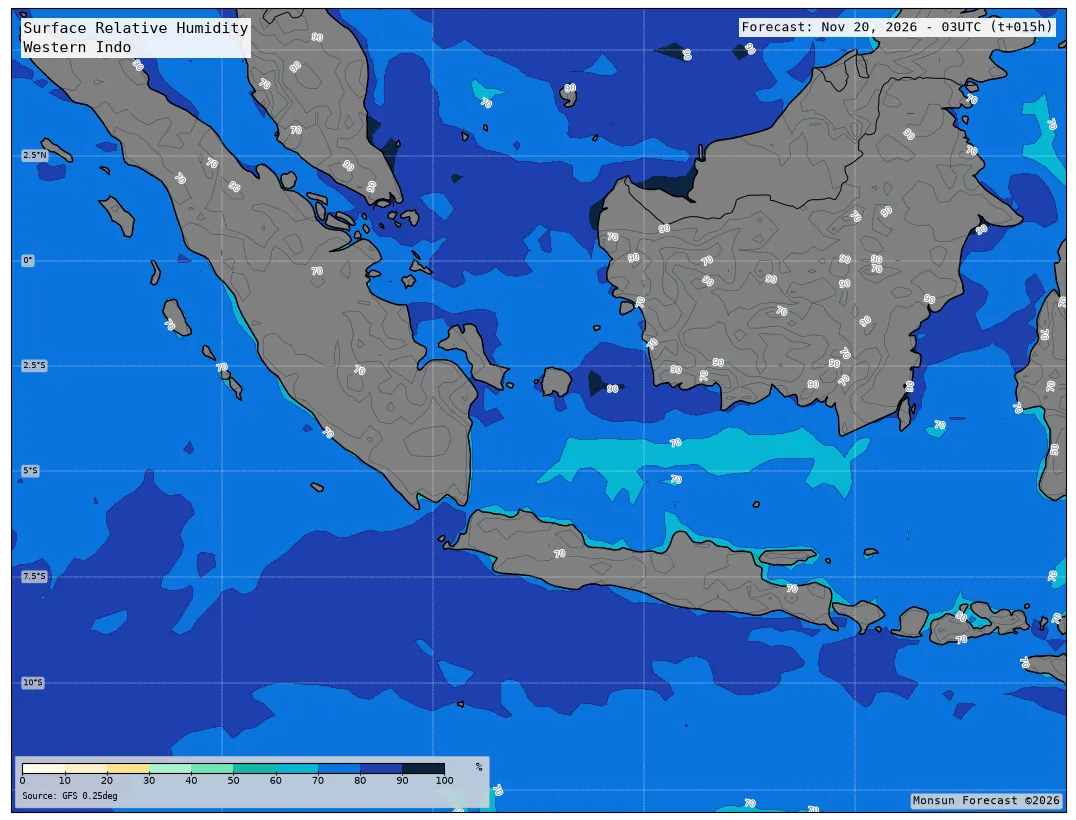 Surface Relative Humidity
Western Indo
Forecast: Nov 20, 2026 - 03UTC (t+015h)
2.5°N
0°
2.5°S
5°S
7.5°S
10°S
0 10 20 30 40 50 60 70 80 90 100
%
Source: GFS 0.25deg
Monsun Forecast ©2026